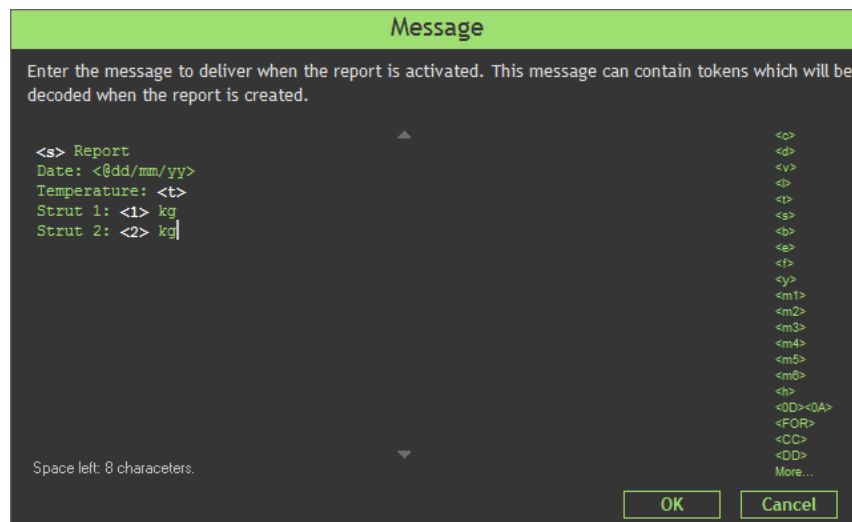 Message
Enter the message to deliver when the report is activated. This message can contain tokens which will be
decoded when the report is created.
<s> Report
Date: <@dd/mm/yy>
Temperature: <t>
Strut 1: <1> kg
Strut 2: <2> kg
<c>
<d>
<v>
<l>
<t>
<s>
<b>
<e>
<f>
<y>
<m1>
<m2>
<m3>
<m4>
<m5>
<m6>
<h>
<0D><0A>
<FOR>
<CC>
<DD>
More...
Space left: 8 characeters.
OK Cancel